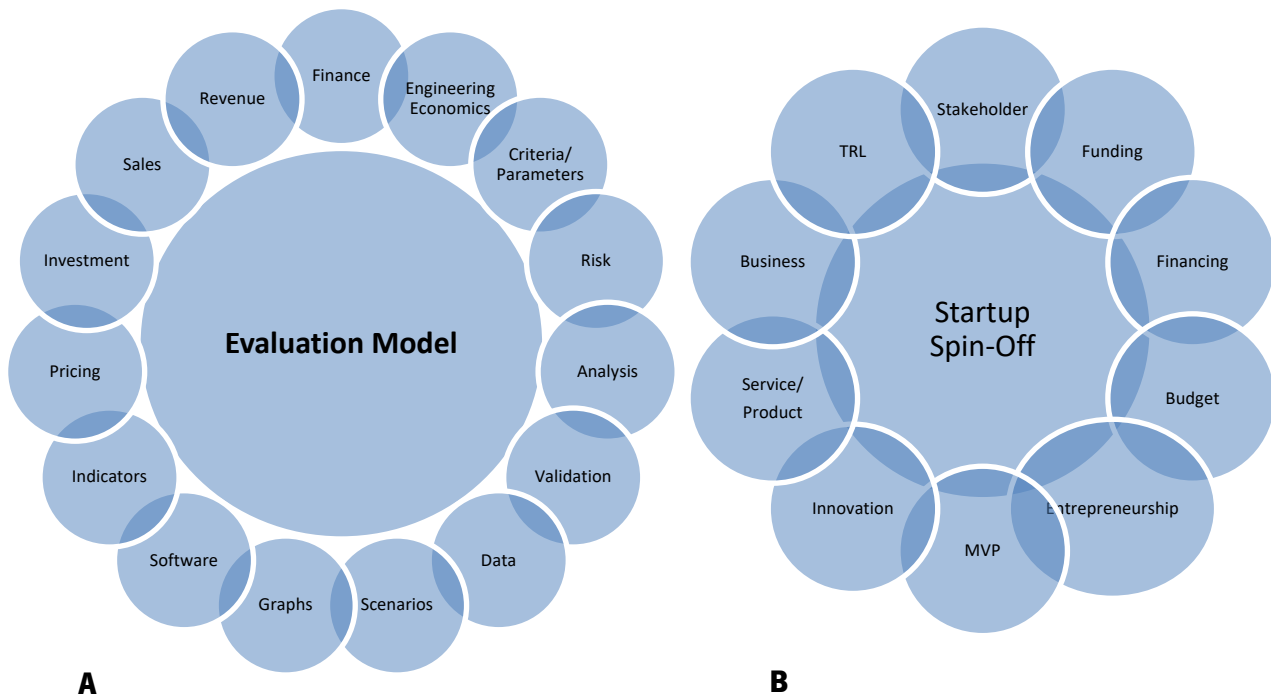 Finance
Engineering
Economics
Criteria/
Parameters
Risk
Analysis
Validation
Data
Scenarios
Graphs
Software
Indicators
Pricing
Investment
Sales
Revenue
Evaluation Model
A
Stakeholder
Funding
Financing
Budget
Entrepreneurship
MVP
Innovation
Service/
Product
Business
TRL
Startup
Spin-Off
B